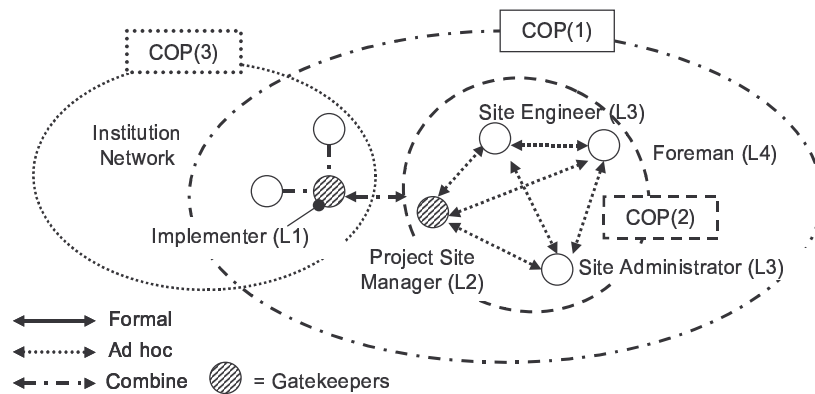 COP(1)
COP(3)
Site Engineer (L3)
Institution
Network
Foreman (L4)
COP(2)
Implementer (L1)
Project Site
Manager (L2)
Site Administrator (L3)
Formal
Ad hoc
Combine
= Gatekeepers